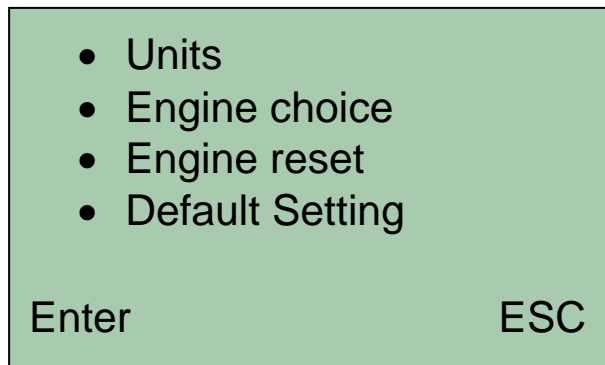 • Units
• Engine choice
• Engine reset
• Default Setting
Enter ESC